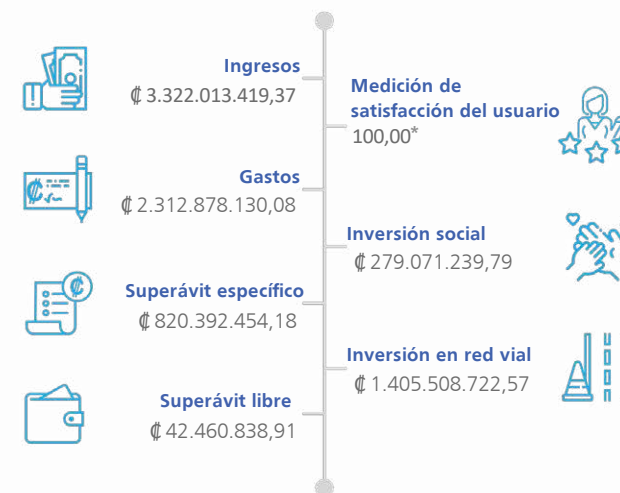 Ingresos
₡ 3.322.013.419,37
Gastos
₡ 2.312.878.130,08
Superávit específico
₡ 820.392.454,18
Superávit libre
₡ 42.460.838,91
Medición de
satisfacción del usuario
100,00*
Inversión social
₡ 279.071.239,79
Inversión en red vial
₡ 1.405.508.722,57